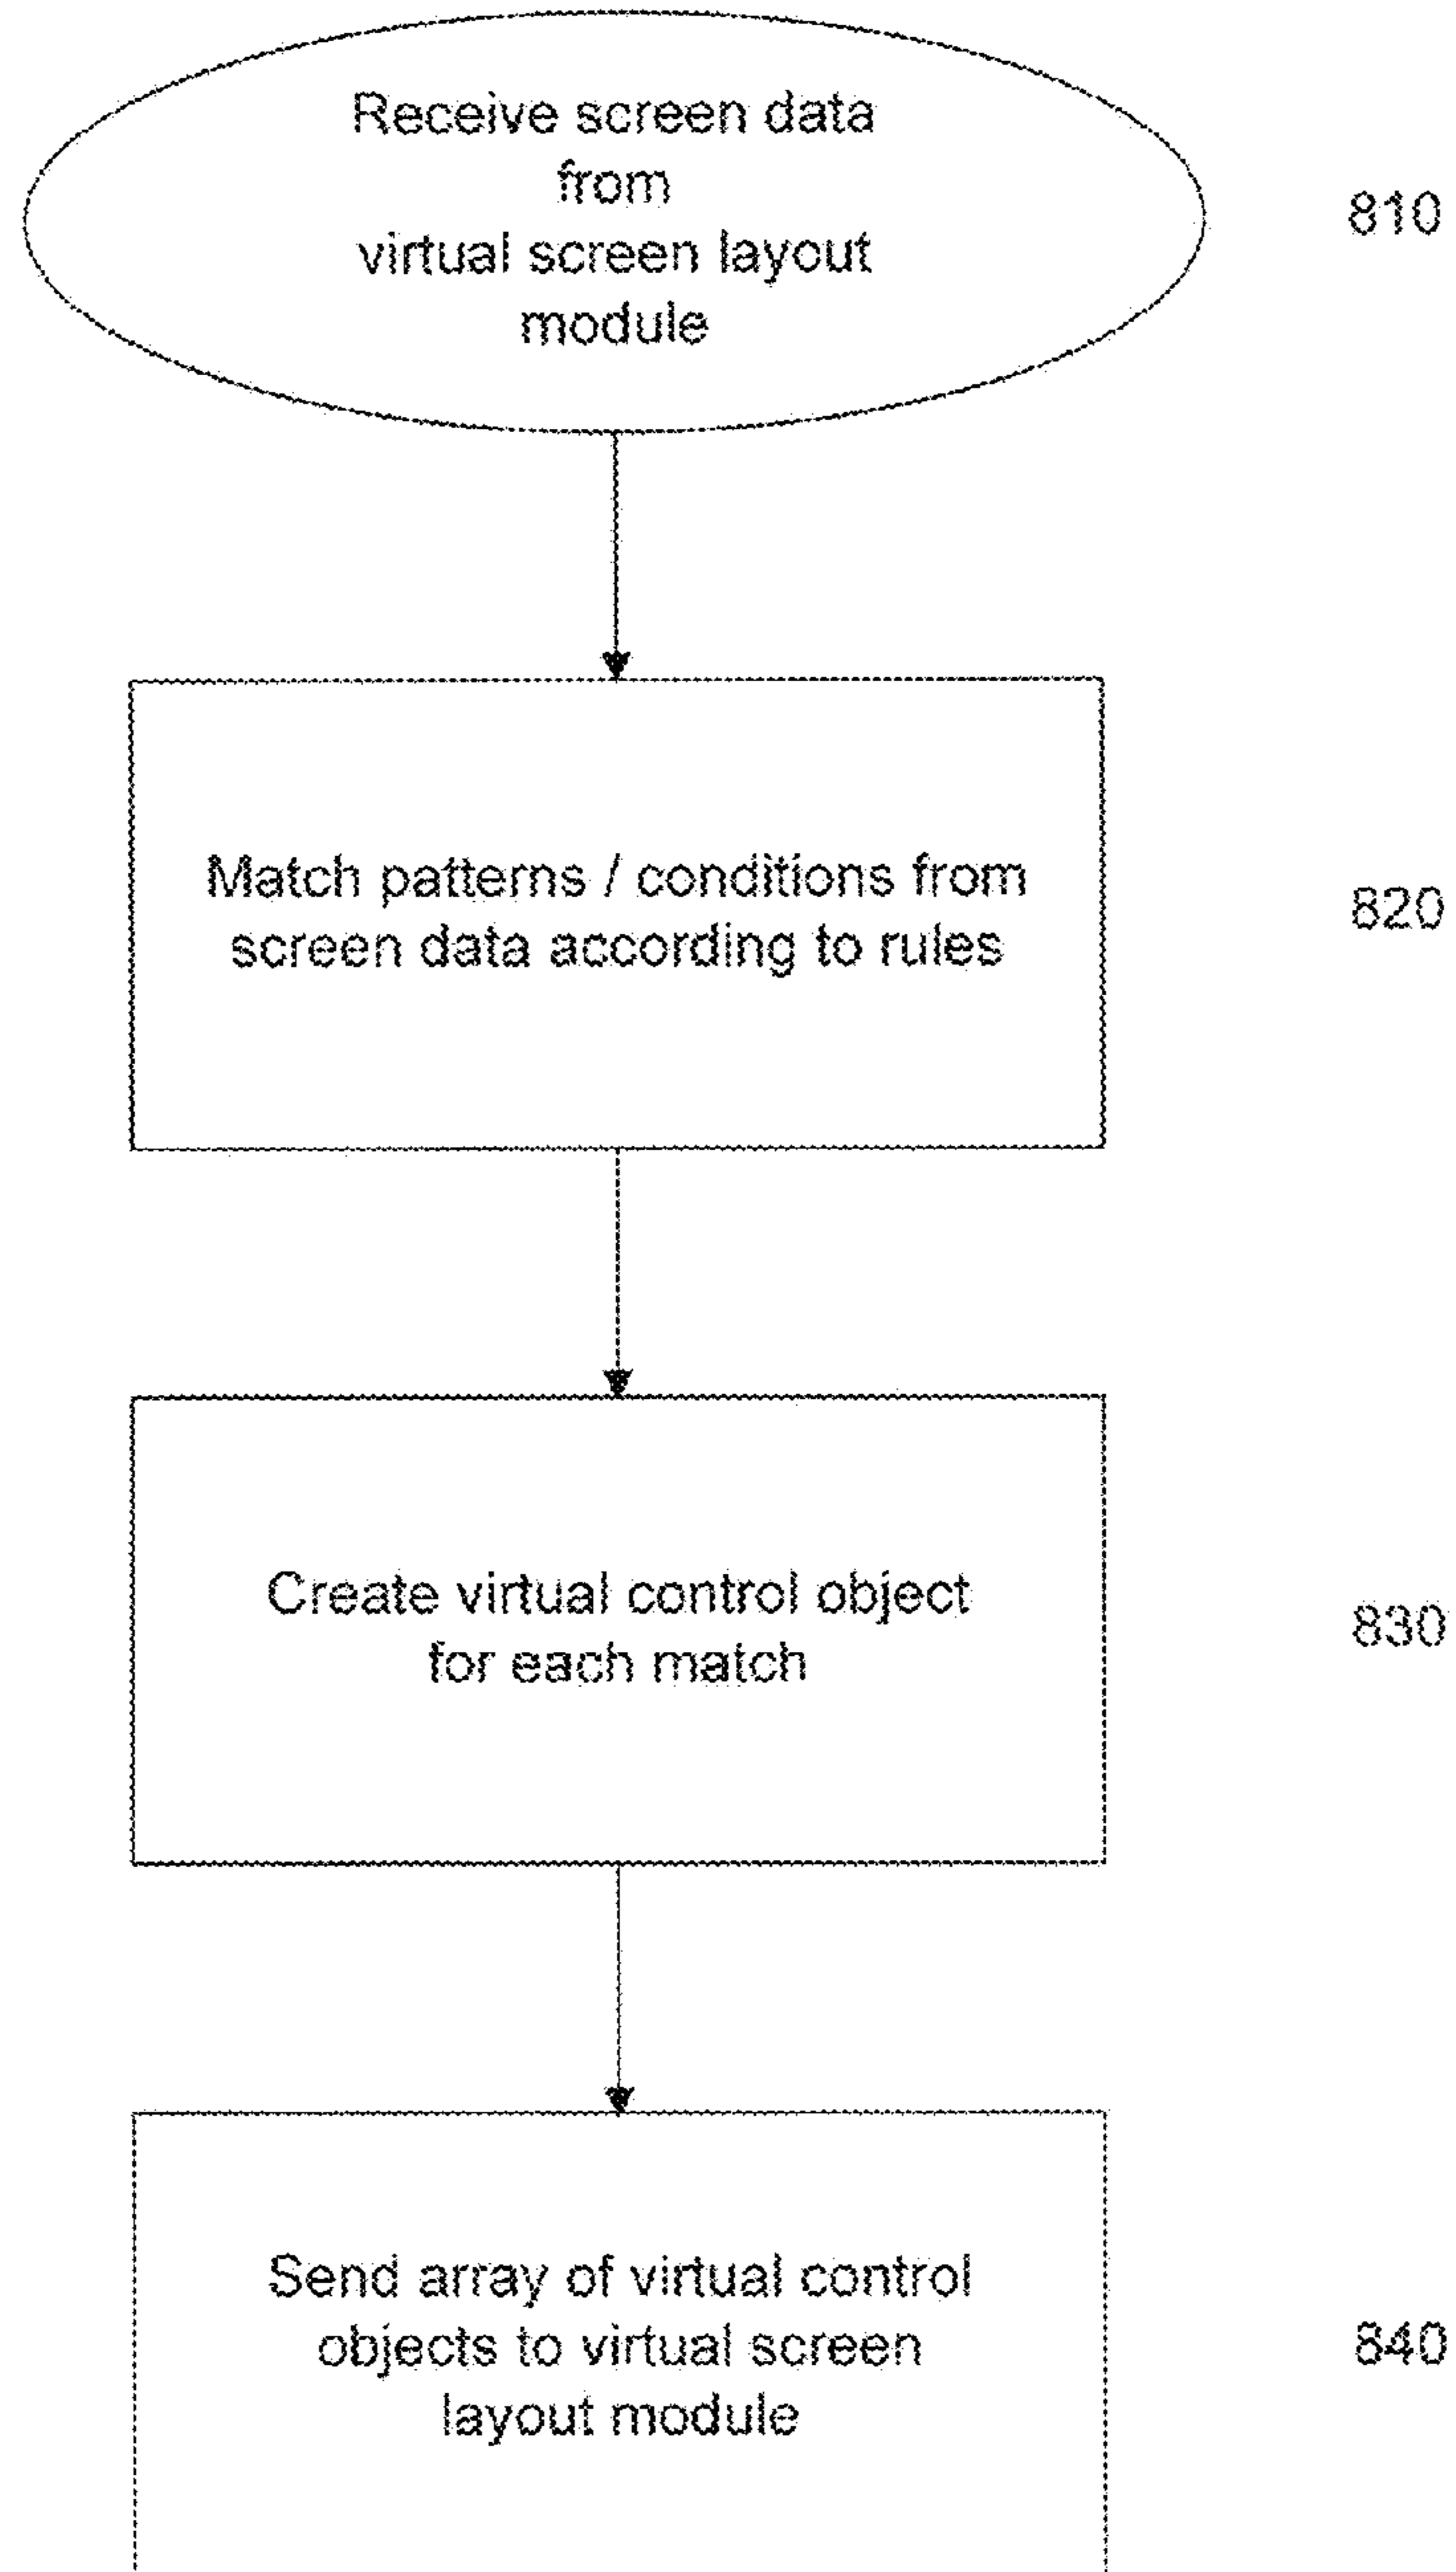 Receive screen data
from
virtual screen layout
module
810
Match patterns / conditions from
screen data according to rules
820
Create virtual control object
for each match
830
Send array of virtual control
objects to virtual screen
layout module
840